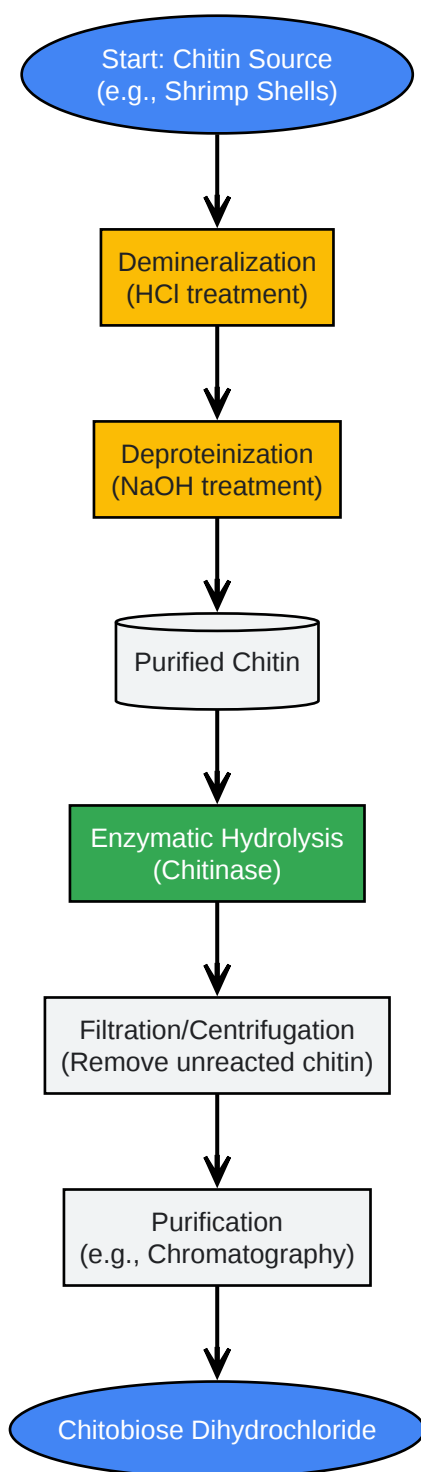 Start: Chitin Source
(e.g., Shrimp Shells)
Demineralization
(HCl treatment)
Deproteinization
(NaOH treatment)
Purified Chitin
Enzymatic Hydrolysis
(Chitinase)
Filtration/Centrifugation
(Remove unreacted chitin)
Purification
(e.g., Chromatography)
Chitobiose Dihydrochloride